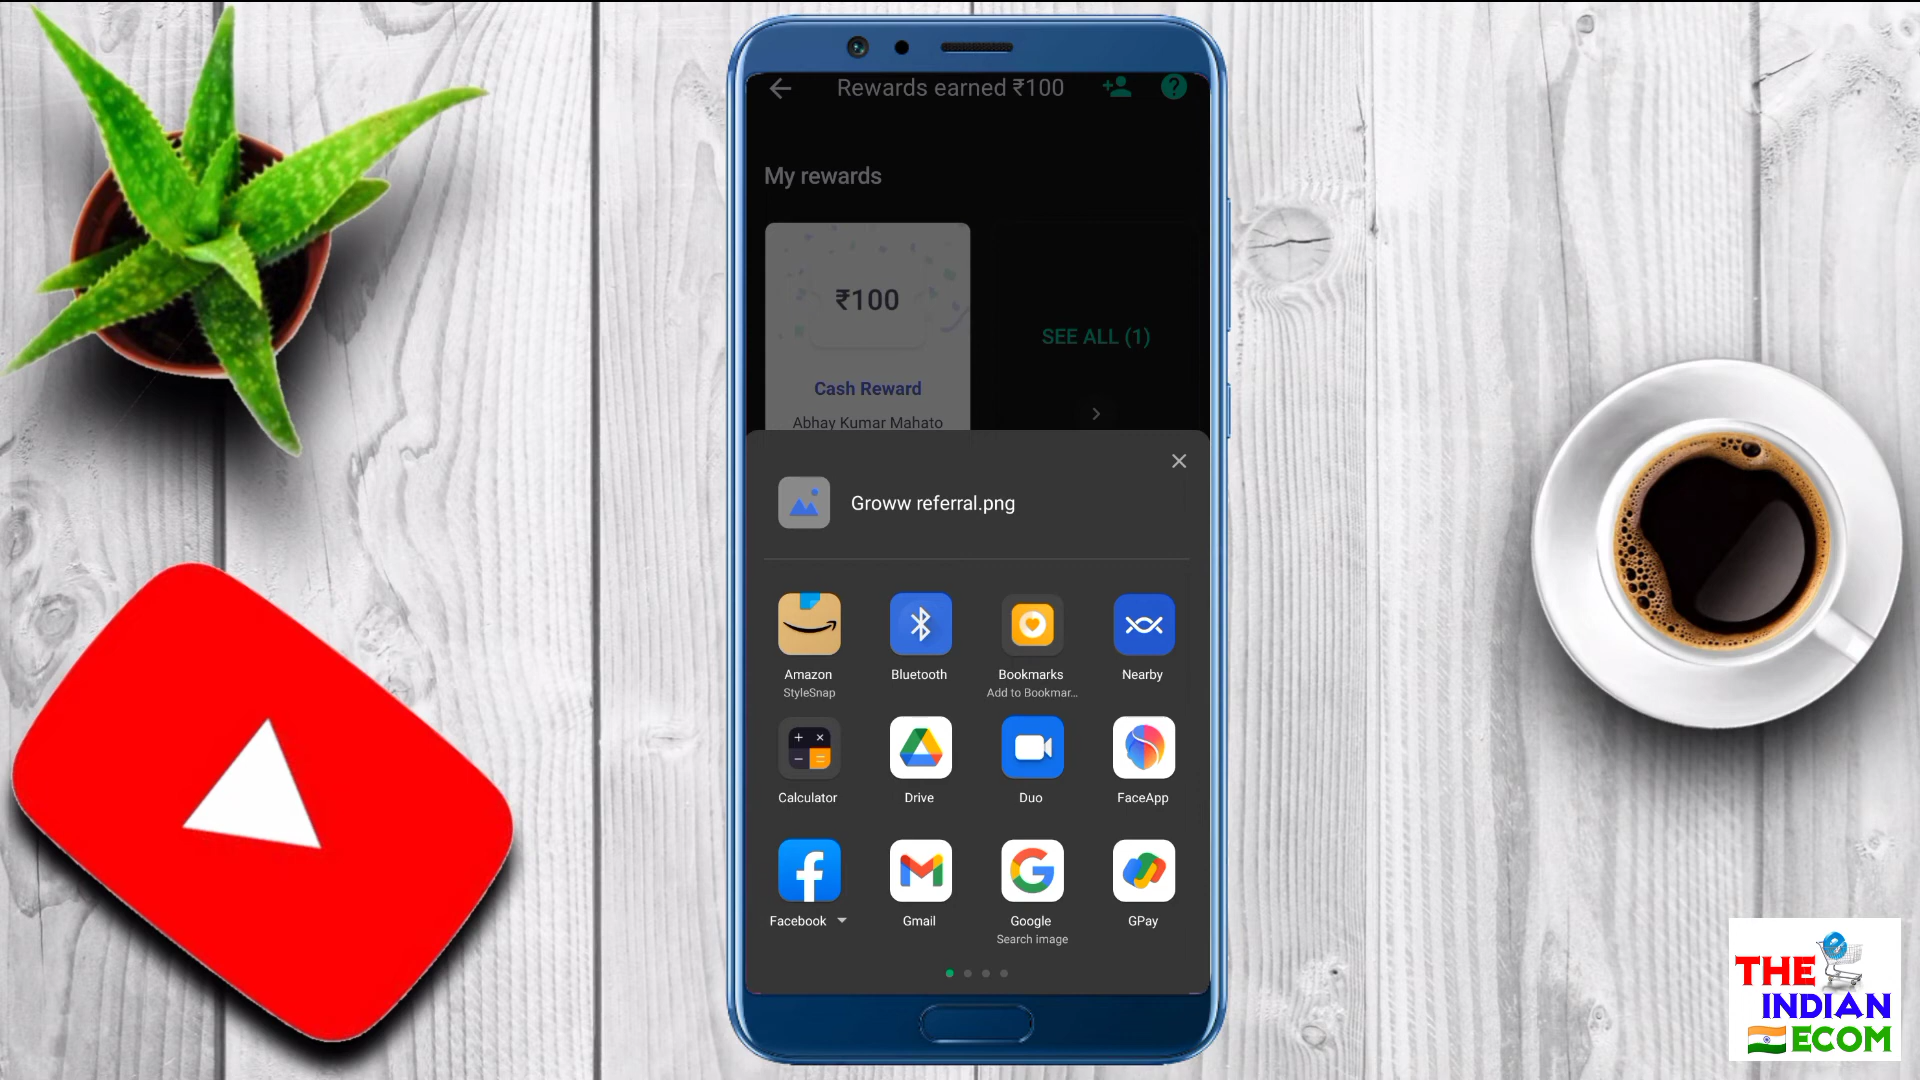 Rewards earned ₹100
My rewards
₹100
SEE ALL (1)
Cash Reward
Abhay Kumar Mahato
Groww referral.png
Amazon
StyleSnap
Bluetooth
Bookmarks
Add to Bookmar...
Nearby
Calculator
Drive
Duo
FaceApp
Facebook
Gmail
Google
Search image
GPay
THE
INDIAN
ECOM